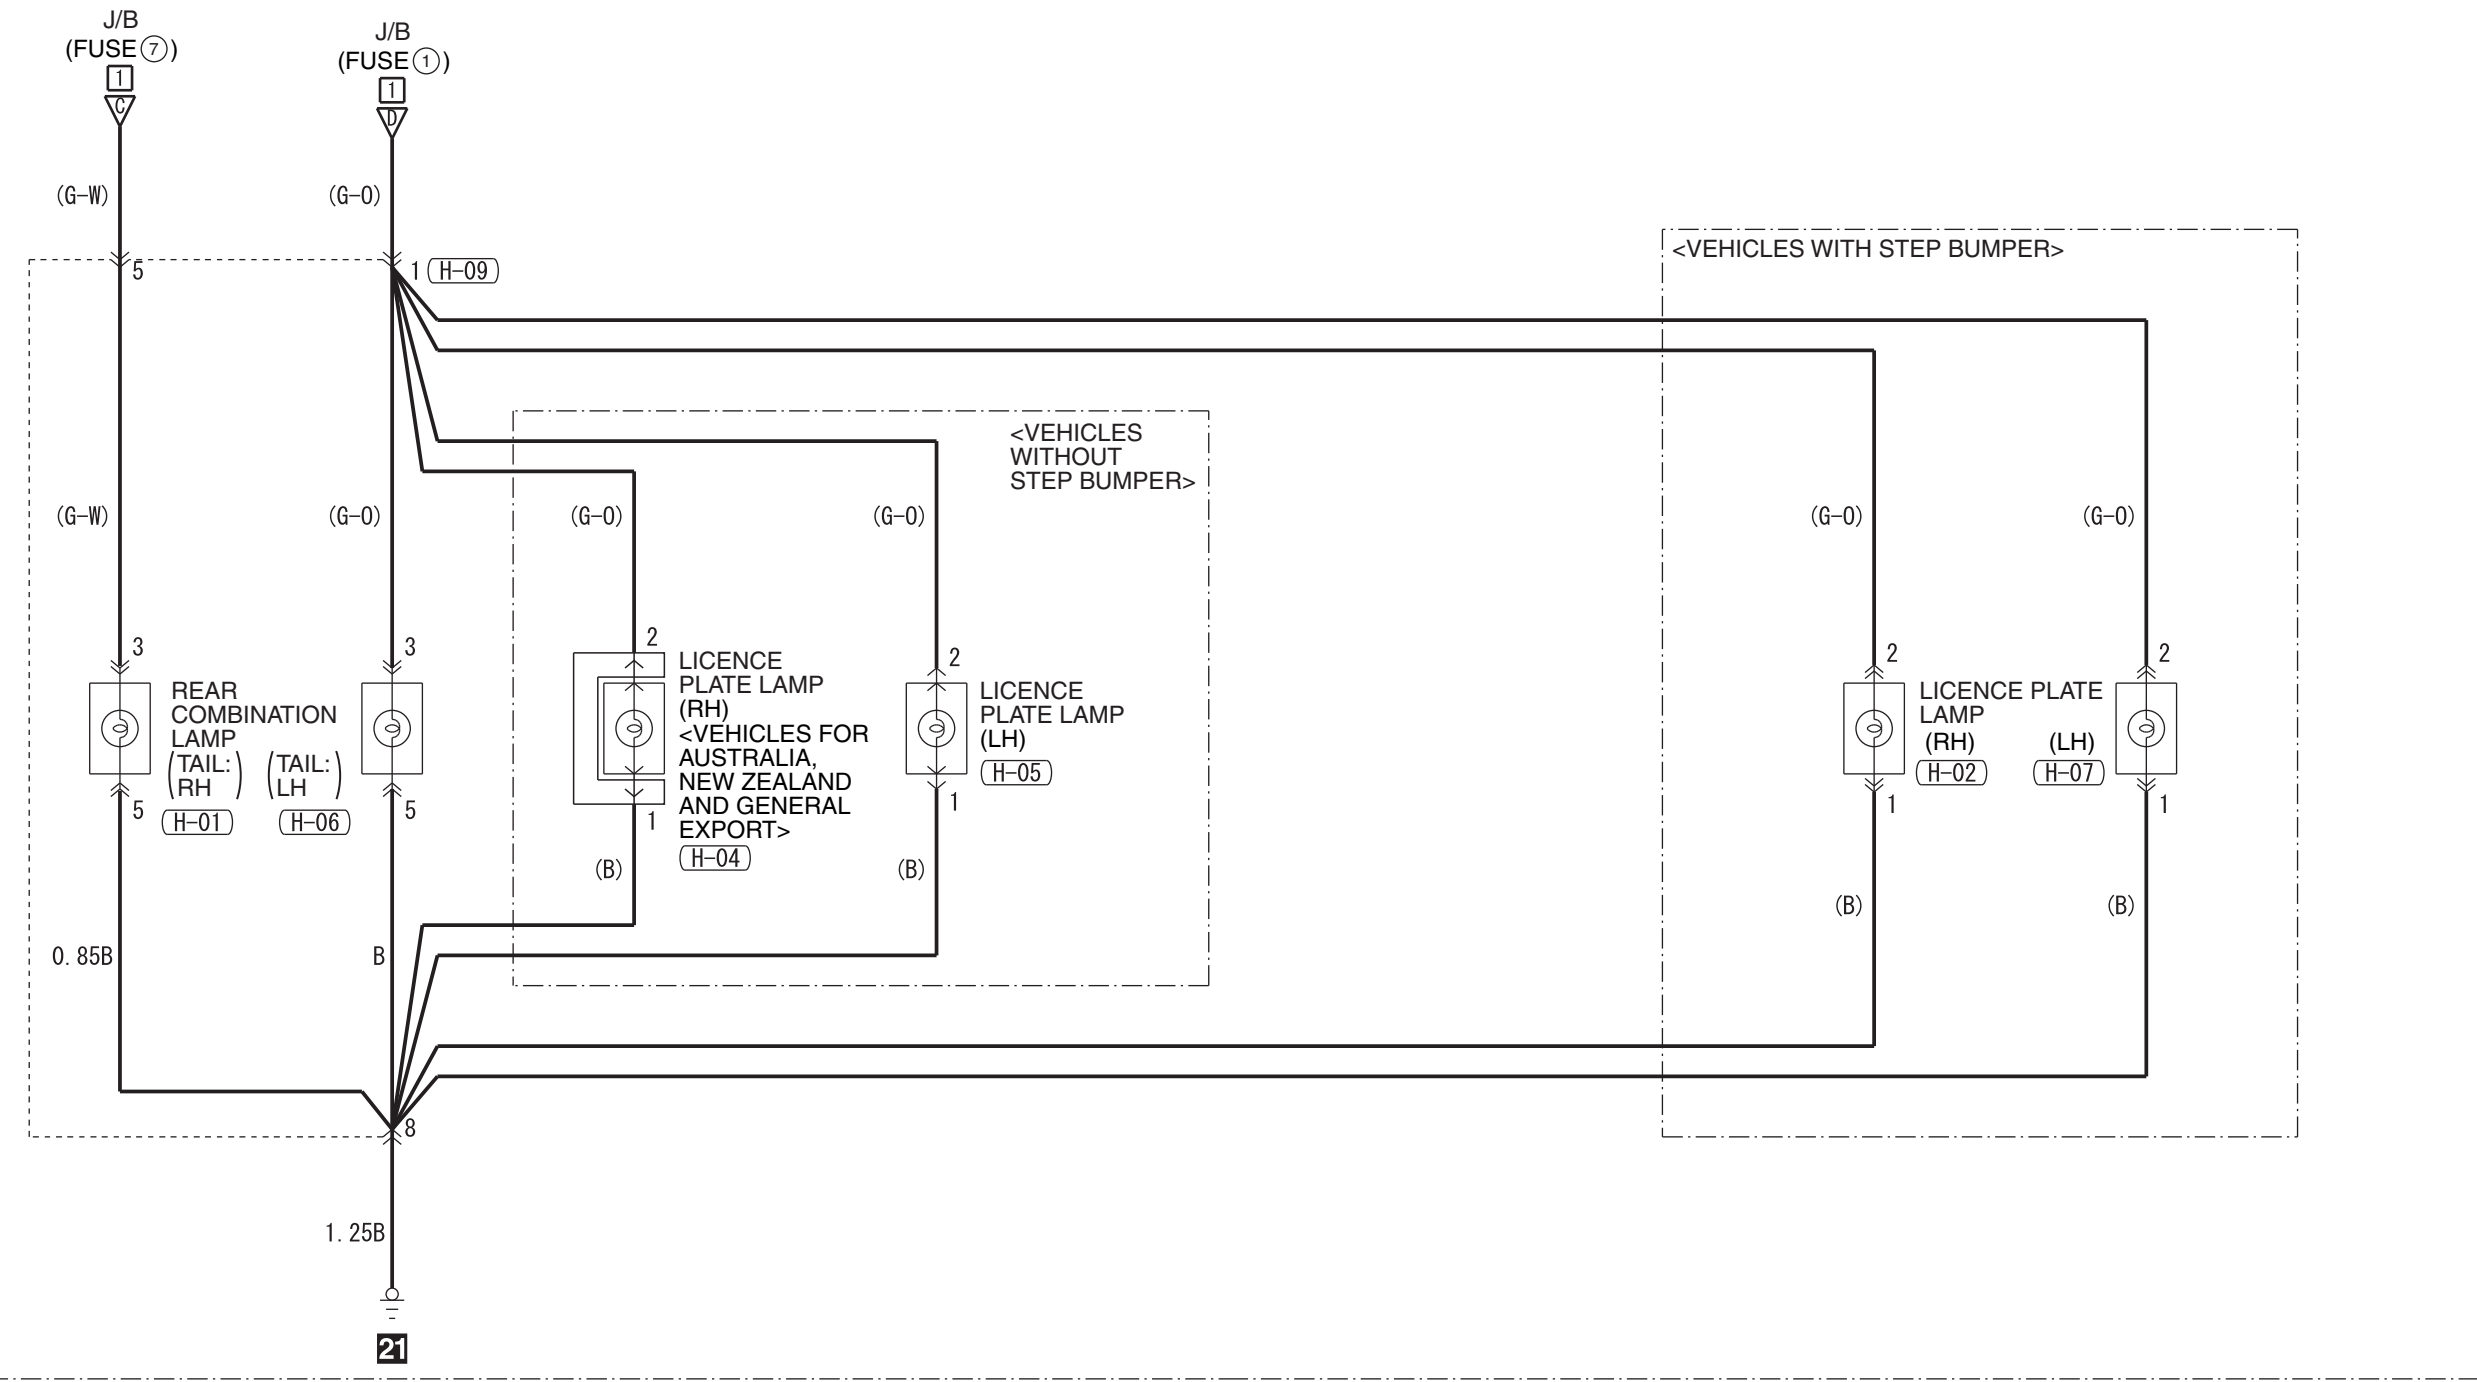 J/B
(FUSE⑦)
1
C
J/B
(FUSE①)
1
D
(G-W)
(G-O)
5
1 H-09
<VEHICLES WITH STEP BUMPER>
<VEHICLES
WITHOUT
STEP BUMPER>
(G-W)
(G-O)
(G-O)
(G-O)
(G-O)
(G-O)
3
REAR
COMBINATION
LAMP
(TAIL:
RH)
5
H-01
3
(TAIL:
LH)
5
H-06
2
LICENCE
PLATE LAMP
(RH)
<VEHICLES FOR
AUSTRALIA,
NEW ZEALAND
AND GENERAL
EXPORT>
1
H-04
2
LICENCE
PLATE LAMP
(LH)
H-05
1
2
LICENCE PLATE
LAMP
(RH)
H-02
1
2
(LH)
H-07
1
(B)
(B)
(B)
(B)
0.85B
B
8
1.25B
21